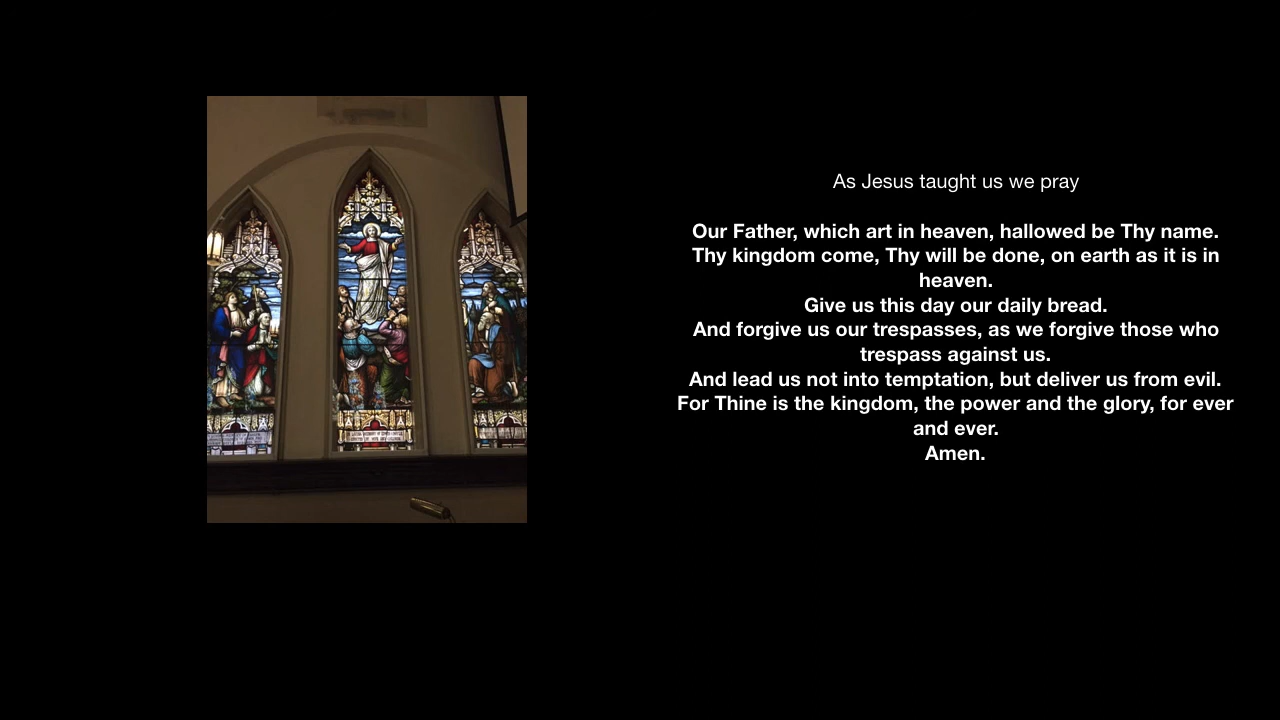 As Jesus taught us we pray
Our Father, which art in heaven, hallowed be Thy name.
Thy kingdom come, Thy will be done, on earth as it is in
heaven.
Give us this day our daily bread.
And forgive us our trespasses, as we forgive those who
trespass against us.
And lead us not into temptation, but deliver us from evil.
For Thine is the kingdom, the power and the glory, for ever
and ever.
Amen.